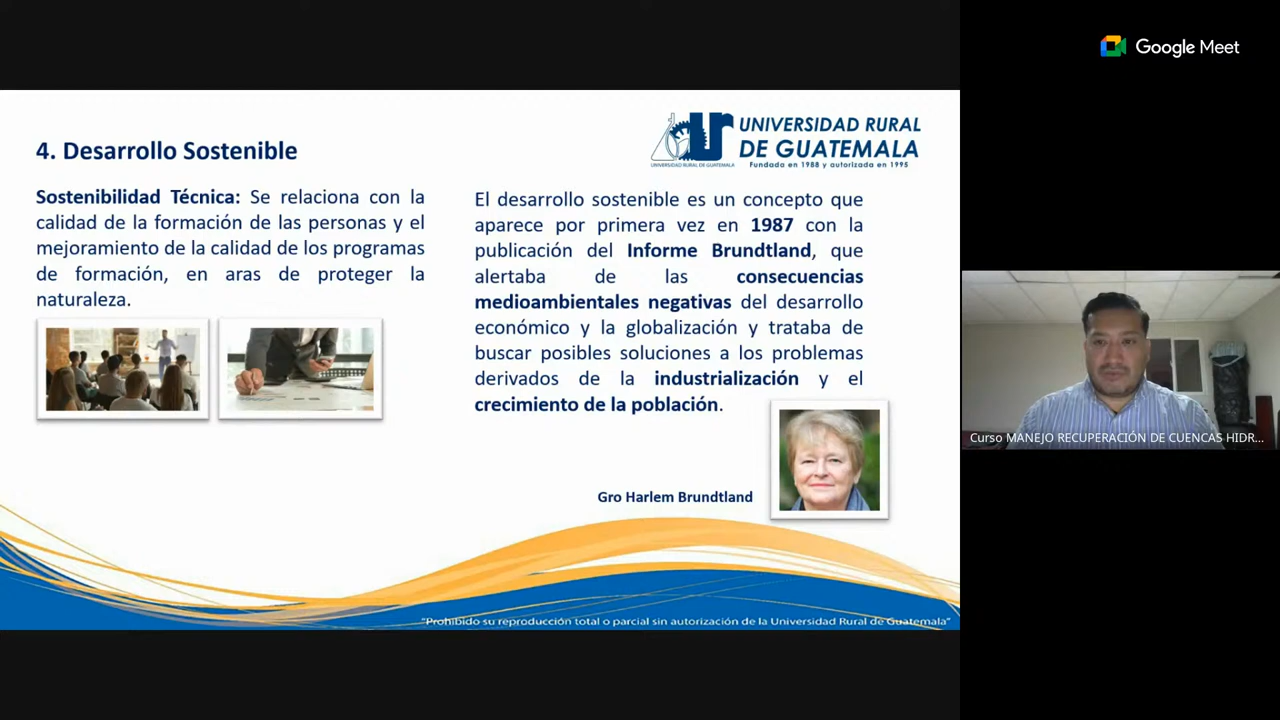 Google Meet
UNIVERSIDAD RURAL
DE GUATEMALA
Fundada en 1988 y autorizada en 1995
UNIVERSIDAD RURAL DE GUATEMALA
4. Desarrollo Sostenible
Sostenibilidad Técnica: Se relaciona con la
calidad de la formación de las personas y el
mejoramiento de la calidad de los programas
de formación, en aras de proteger la
naturaleza.
El desarrollo sostenible es un concepto que
aparece por primera vez en 1987 con la
publicación del Informe Brundtland, que
alertaba de las consecuencias
medioambientales negativas del desarrollo
económico y la globalización y trataba de
buscar posibles soluciones a los problemas
derivados de la industrialización y el
crecimiento de la población.
Gro Harlem Brundtland
Curso MANEJO RECUPERACIÓN DE CUENCAS HIDR...
"Prohibido su reproducción total o parcial sin autorización de la Universidad Rural de Guatemala"